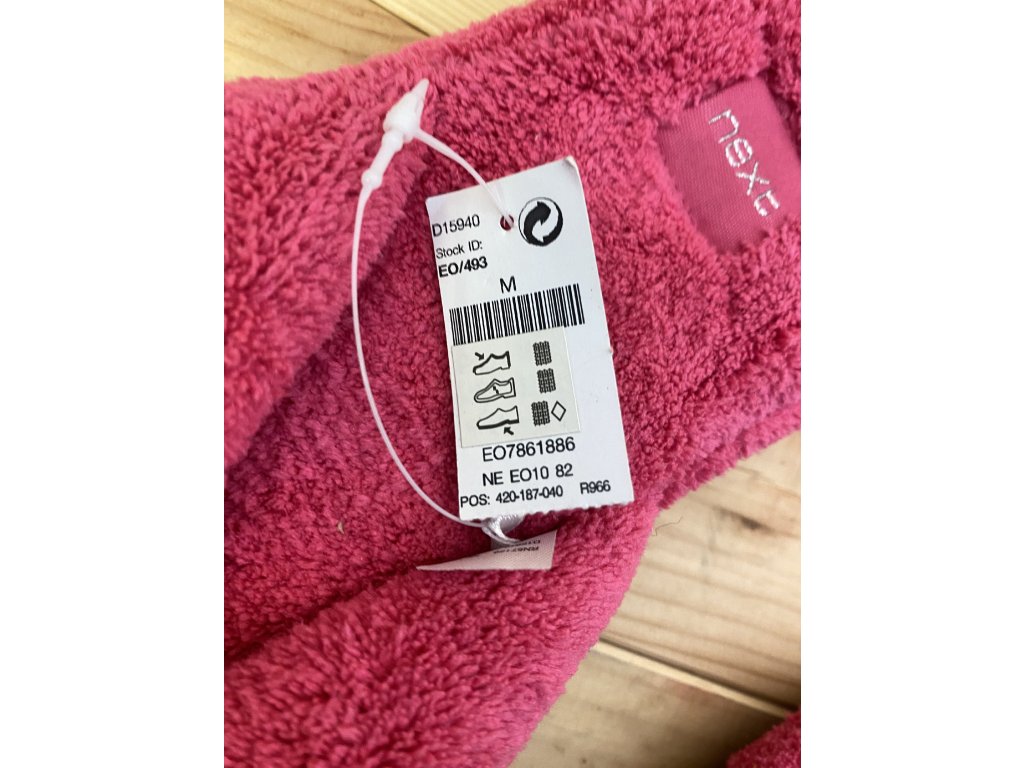 next
D15940
Stock ID:
EO/493
M
EO7861886
NE EO10 82
POS: 420-187-040 R966